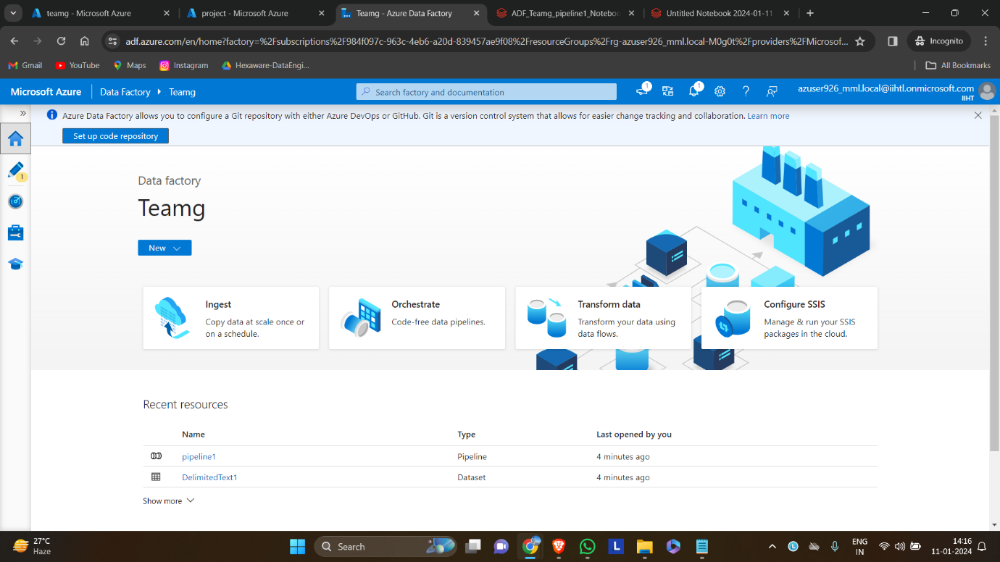 teamg - Microsoft Azure
project - Microsoft Azure
Teamg - Azure Data Factory
ADF_Teamg_pipeline1_Notebo
Untitled Notebook 2024-01-11
adf.azure.com/en/home?factory=%2Fsubscriptions%2F984f097c-963c-4eb6-a20d-839457ae9f08%2FresourceGroups%2Frg-azuser926_mml.local-M0g0t%2Fproviders%2FMicrosof...
Incognito
Gmail
YouTube
Maps
Instagram
Hexaware-DataEngi...
All Bookmarks
Microsoft Azure
Data Factory
Teamg
Search factory and documentation
1
1
azuser926_mml.local@iihtl.onmicrosoft.com
IIHT
Azure Data Factory allows you to configure a Git repository with either Azure DevOps or GitHub. Git is a version control system that allows for easier change tracking and collaboration. Learn more
Set up code repository
1
Data factory
Teamg
New
Ingest
Copy data at scale once or
on a schedule.
Orchestrate
Code-free data pipelines.
Transform data
Transform your data using
data flows.
Configure SSIS
Manage & run your SSIS
packages in the cloud.
Recent resources
Name Type Last opened by you
pipeline1 Pipeline 4 minutes ago
DelimitedText1 Dataset 4 minutes ago
Show more
27°C
Haze
Search
L
ENG
IN
14:16
11-01-2024